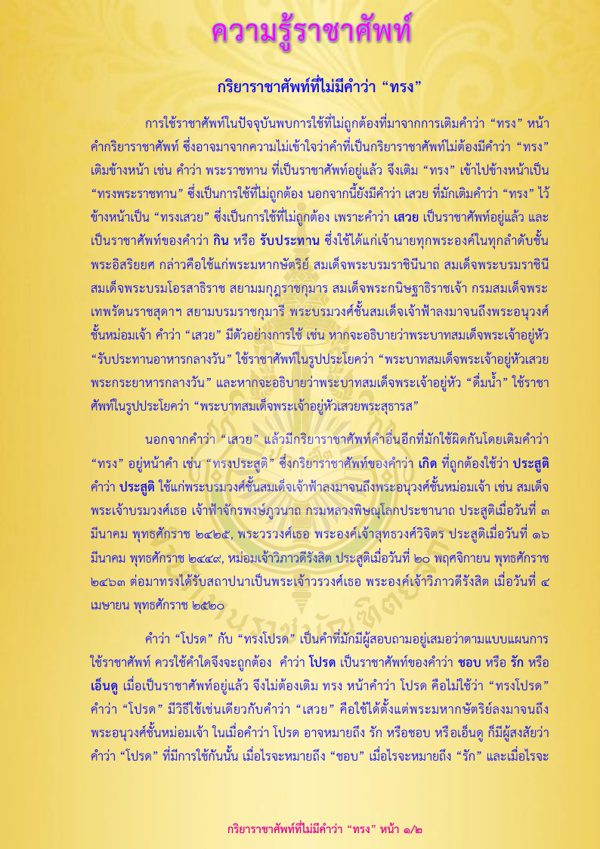 ความรู้ราชาศัพท์
กริยาราชาศัพท์ที่ไม่มีคำว่า “ทรง”
การใช้ราชาศัพท์ในปัจจุบันพบการใช้ที่ไม่ถูกต้องที่มาจากการเติมคำว่า “ทรง” หน้า
คำกริยาราชาศัพท์ ซึ่งอาจมาจากความไม่เข้าใจว่าคำที่เป็นกริยาราชาศัพท์ไม่ต้องมีคำว่า “ทรง”
เติมข้างหน้า เช่น คำว่า พระราชทาน ที่เป็นราชาศัพท์อยู่แล้ว จึงเติม “ทรง” เข้าไปข้างหน้าเป็น
“ทรงพระราชทาน” ซึ่งเป็นการใช้ที่ไม่ถูกต้อง นอกจากนี้ยังมีคำว่า เสวย ที่มักเติมคำว่า “ทรง” ไว้
ข้างหน้าเป็น “ทรงเสวย” ซึ่งเป็นการใช้ที่ไม่ถูกต้อง เพราะคำว่า เสวย เป็นราชาศัพท์อยู่แล้ว และ
เป็นราชาศัพท์ของคำว่า กิน หรือ รับประทาน ซึ่งใช้ได้แก่เจ้านายทุกพระองค์ในทุกลำดับชั้น
พระอิสริยยศ กล่าวคือใช้แก่พระมหากษัตริย์ สมเด็จพระบรมราชินีนาถ สมเด็จพระบรมราชินี
สมเด็จพระบรมโอรสาธิราช สยามมกุฎราชกุมาร สมเด็จพระกนิษฐาธิราชเจ้า กรมสมเด็จพระ
เทพรัตนราชสุดาฯ สยามบรมราชกุมารี พระบรมวงศ์ชั้นสมเด็จเจ้าฟ้าลงมาจนถึงพระอนุวงศ์
ชั้นหม่อมเจ้า คำว่า “เสวย” มีตัวอย่างการใช้ เช่น หากจะอธิบายว่าพระบาทสมเด็จพระเจ้าอยู่หัว
“รับประทานอาหารกลางวัน” ใช้ราชาศัพท์ในรูปประโยคว่า “พระบาทสมเด็จพระเจ้าอยู่หัวเสวย
พระกระยาหารกลางวัน” และหากจะอธิบายว่าพระบาทสมเด็จพระเจ้าอยู่หัว “ดื่มน้ำ” ใช้ราชา
ศัพท์ในรูปประโยคว่า “พระบาทสมเด็จพระเจ้าอยู่หัวเสวยพระสุธารส”
นอกจากคำว่า “เสวย” แล้วมีกริยาราชาศัพท์คำอื่นอีกที่มักใช้ผิดกันโดยเติมคำว่า
“ทรง” อยู่หน้าคำ เช่น “ทรงประสูติ” ซึ่งกริยาราชาศัพท์ของคำว่า เกิด ที่ถูกต้องใช้ว่า ประสูติ
คำว่า ประสูติ ใช้แก่พระบรมวงศ์ชั้นสมเด็จเจ้าฟ้าลงมาจนถึงพระอนุวงศ์ชั้นหม่อมเจ้า เช่น สมเด็จ
พระเจ้าบรมวงศ์เธอ เจ้าฟ้าจักรพงษ์ภูวนาถ กรมหลวงพิษณุโลกประชานาถ ประสูติเมื่อวันที่ ๓
มีนาคม พุทธศักราช ๒๔๒๕, พระวรวงศ์เธอ พระองค์เจ้าสุทธวงศ์วิจิตร ประสูติเมื่อวันที่ ๑๖
มีนาคม พุทธศักราช ๒๔๔๙, หม่อมเจ้าวิภาวดีรังสิต ประสูติเมื่อวันที่ ๒๐ พฤศจิกายน พุทธศักราช
๒๔๖๓ ต่อมาทรงได้รับสถาปนาเป็นพระเจ้าวรวงศ์เธอ พระองค์เจ้าวิภาวดีรังสิต เมื่อวันที่ ๔
เมษายน พุทธศักราช ๒๕๒๐
คำว่า “โปรด” กับ “ทรงโปรด” เป็นคำที่มักมีผู้สอบถามอยู่เสมอว่าตามแบบแผนการ
ใช้ราชาศัพท์ ควรใช้คำใดจึงจะถูกต้อง คำว่า โปรด เป็นราชาศัพท์ของคำว่า ชอบ หรือ รัก หรือ
เอ็นดู เมื่อเป็นราชาศัพท์อยู่แล้ว จึงไม่ต้องเติม ทรง หน้าคำว่า โปรด คือไม่ใช้ว่า “ทรงโปรด”
คำว่า “โปรด” มีวิธีใช้เช่นเดียวกับคำว่า “เสวย” คือใช้ได้ตั้งแต่พระมหากษัตริย์ลงมาจนถึง
พระอนุวงศ์ชั้นหม่อมเจ้า ในเมื่อคำว่า โปรด อาจหมายถึง รัก หรือชอบ หรือเอ็นดู ก็มีผู้สงสัยว่า
คำว่า “โปรด” ที่มีการใช้กันนั้น เมื่อไรจะหมายถึง “ชอบ” เมื่อไรจะหมายถึง “รัก” และเมื่อไรจะ
กริยาราชาศัพท์ที่ไม่มีคำว่า “ทรง” หน้า ๑/๒